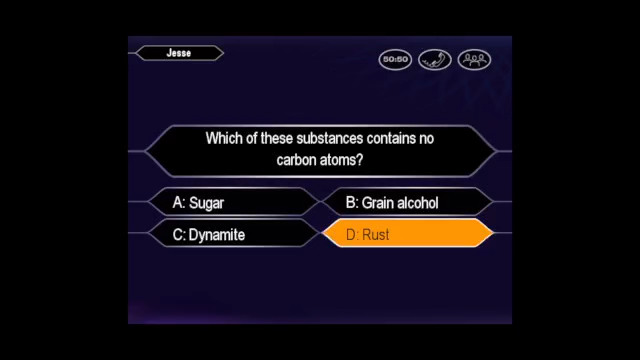 Jesse
50:50
Which of these substances contains no
carbon atoms?
A: Sugar
B: Grain alcohol
C: Dynamite
D: Rust